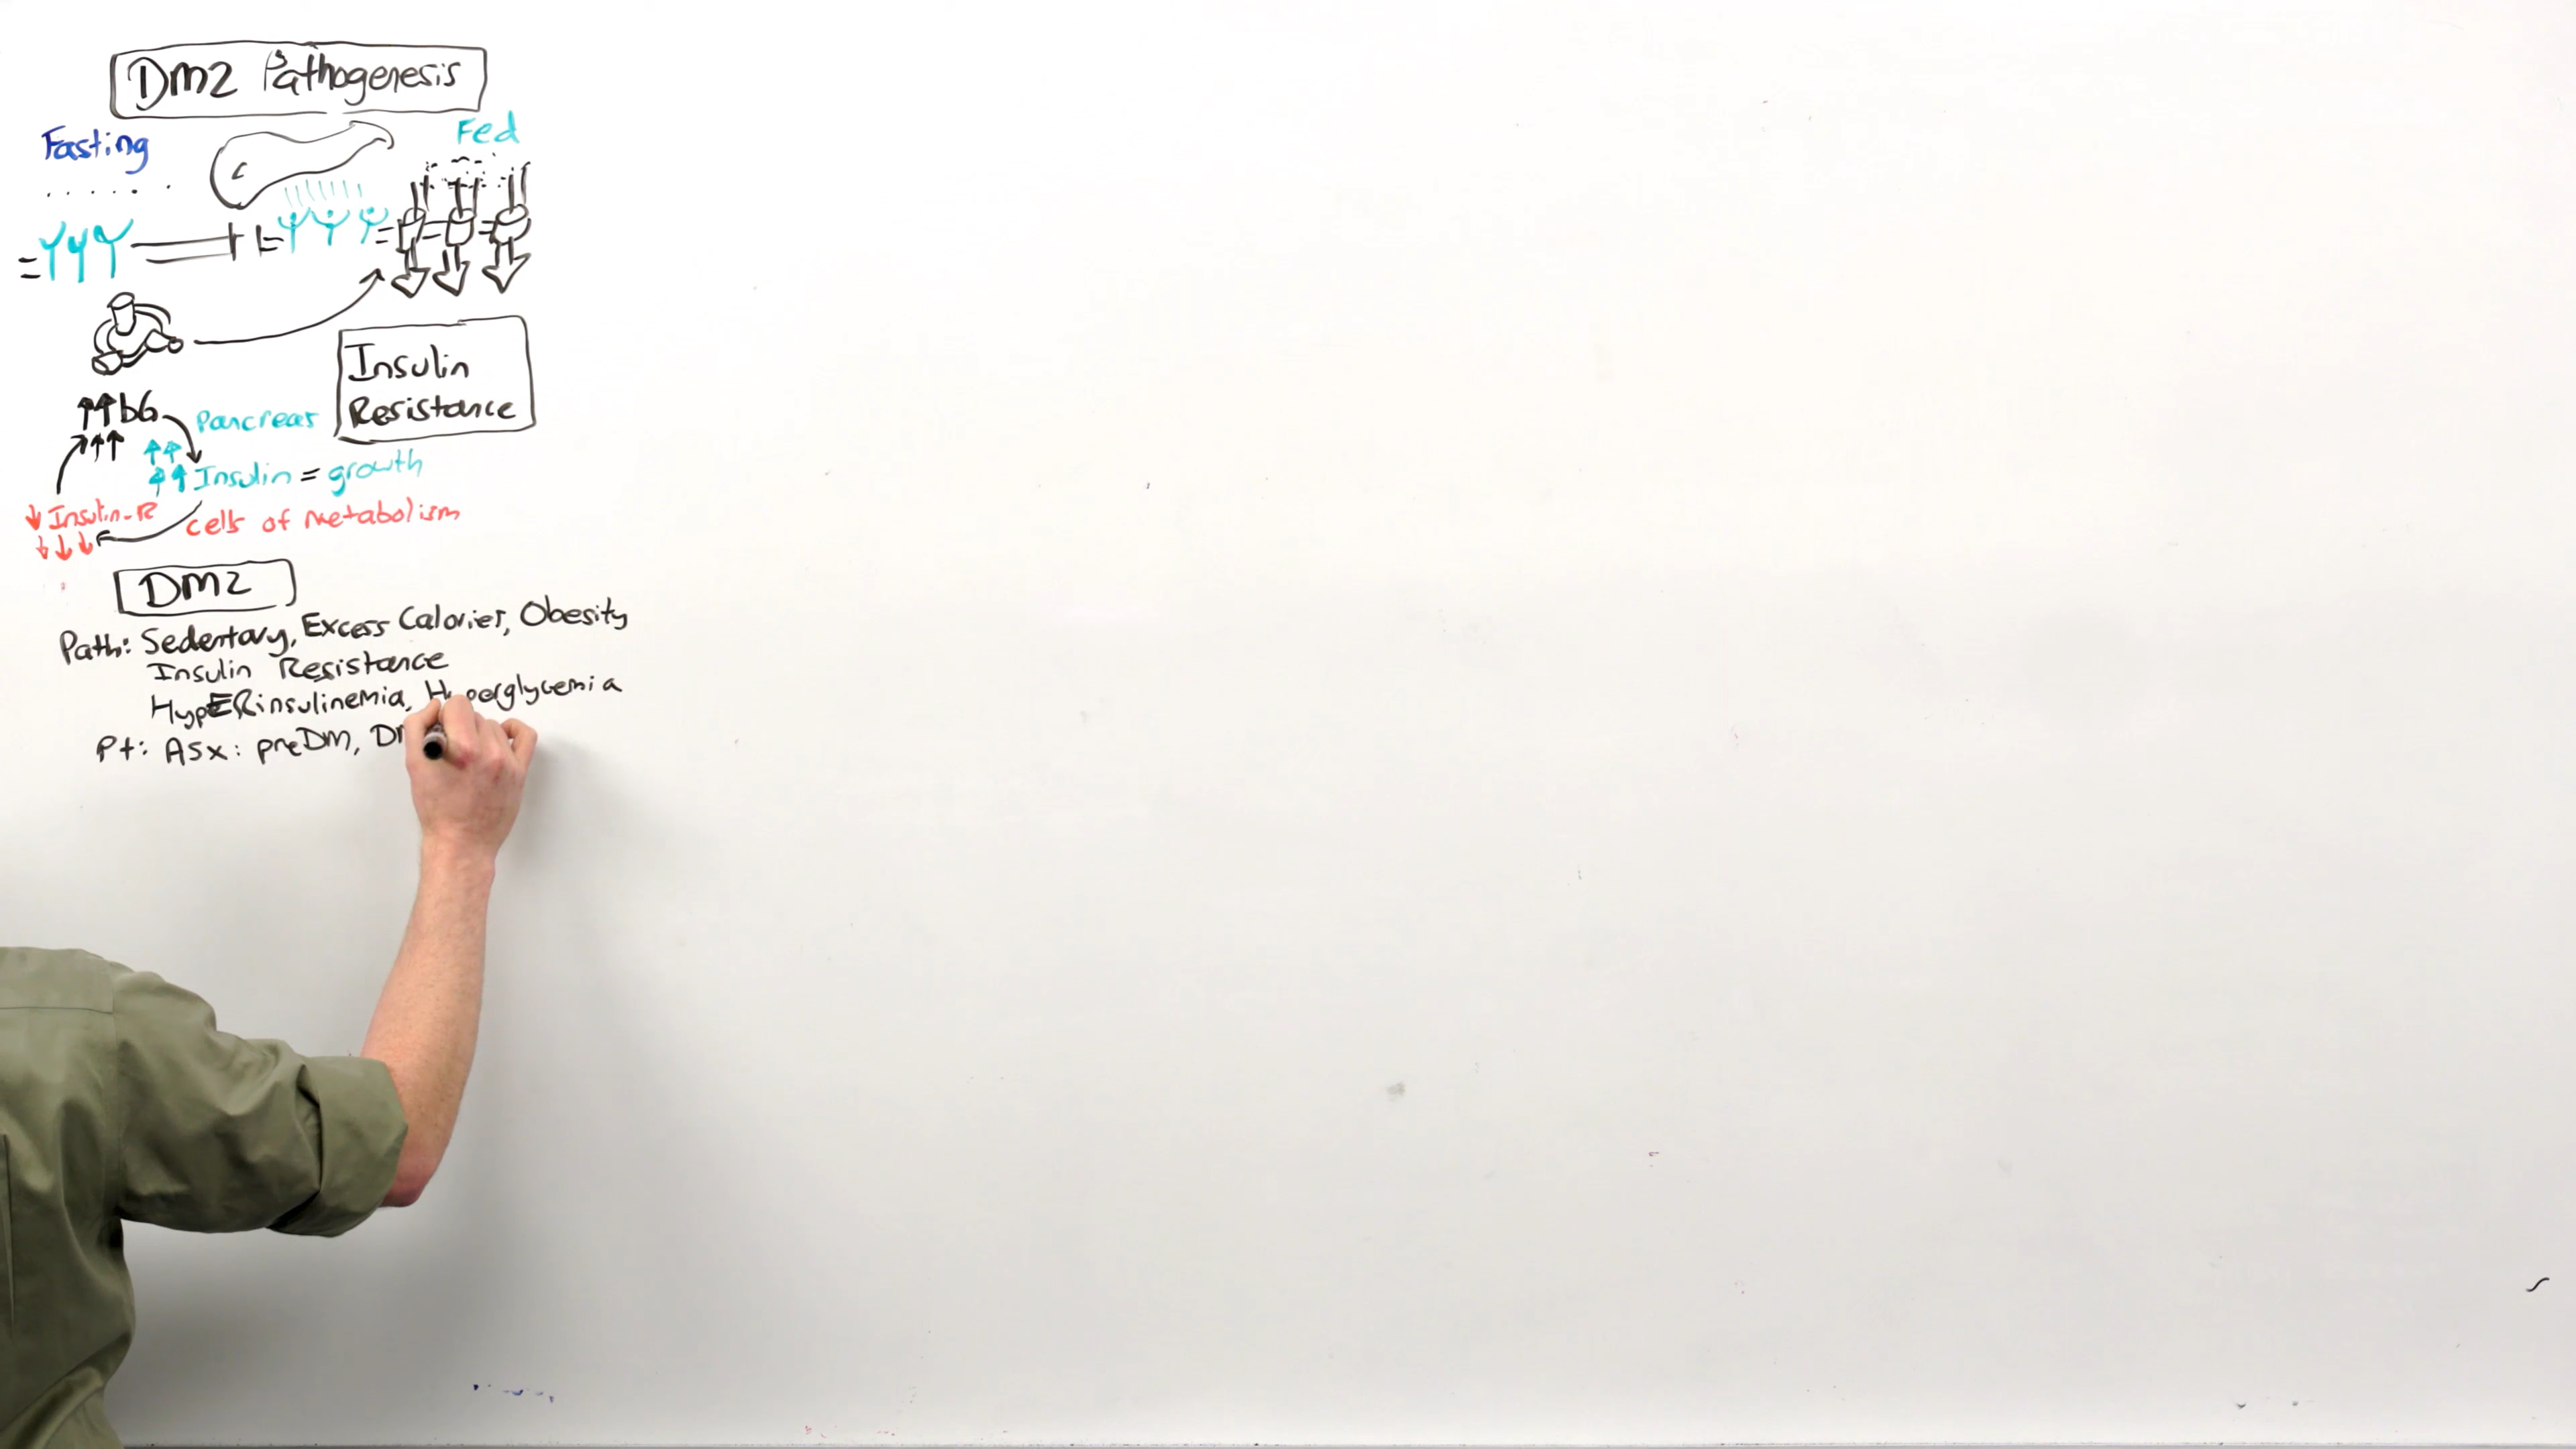 DM2 Pathogenesis
Fasting
Fed
Insulin
Resistance
↑↑bG
↑↑↑
Pancreas
↑↑
↑↑ Insulin = growth
↓ Insulin-R
↓↓↓
cells of metabolism
DM2
Path: Sedentary, Excess Calories, Obesity
Insulin Resistance
HypERinsulinemia, Hyperglycemia
Pt: ASx: preDM,